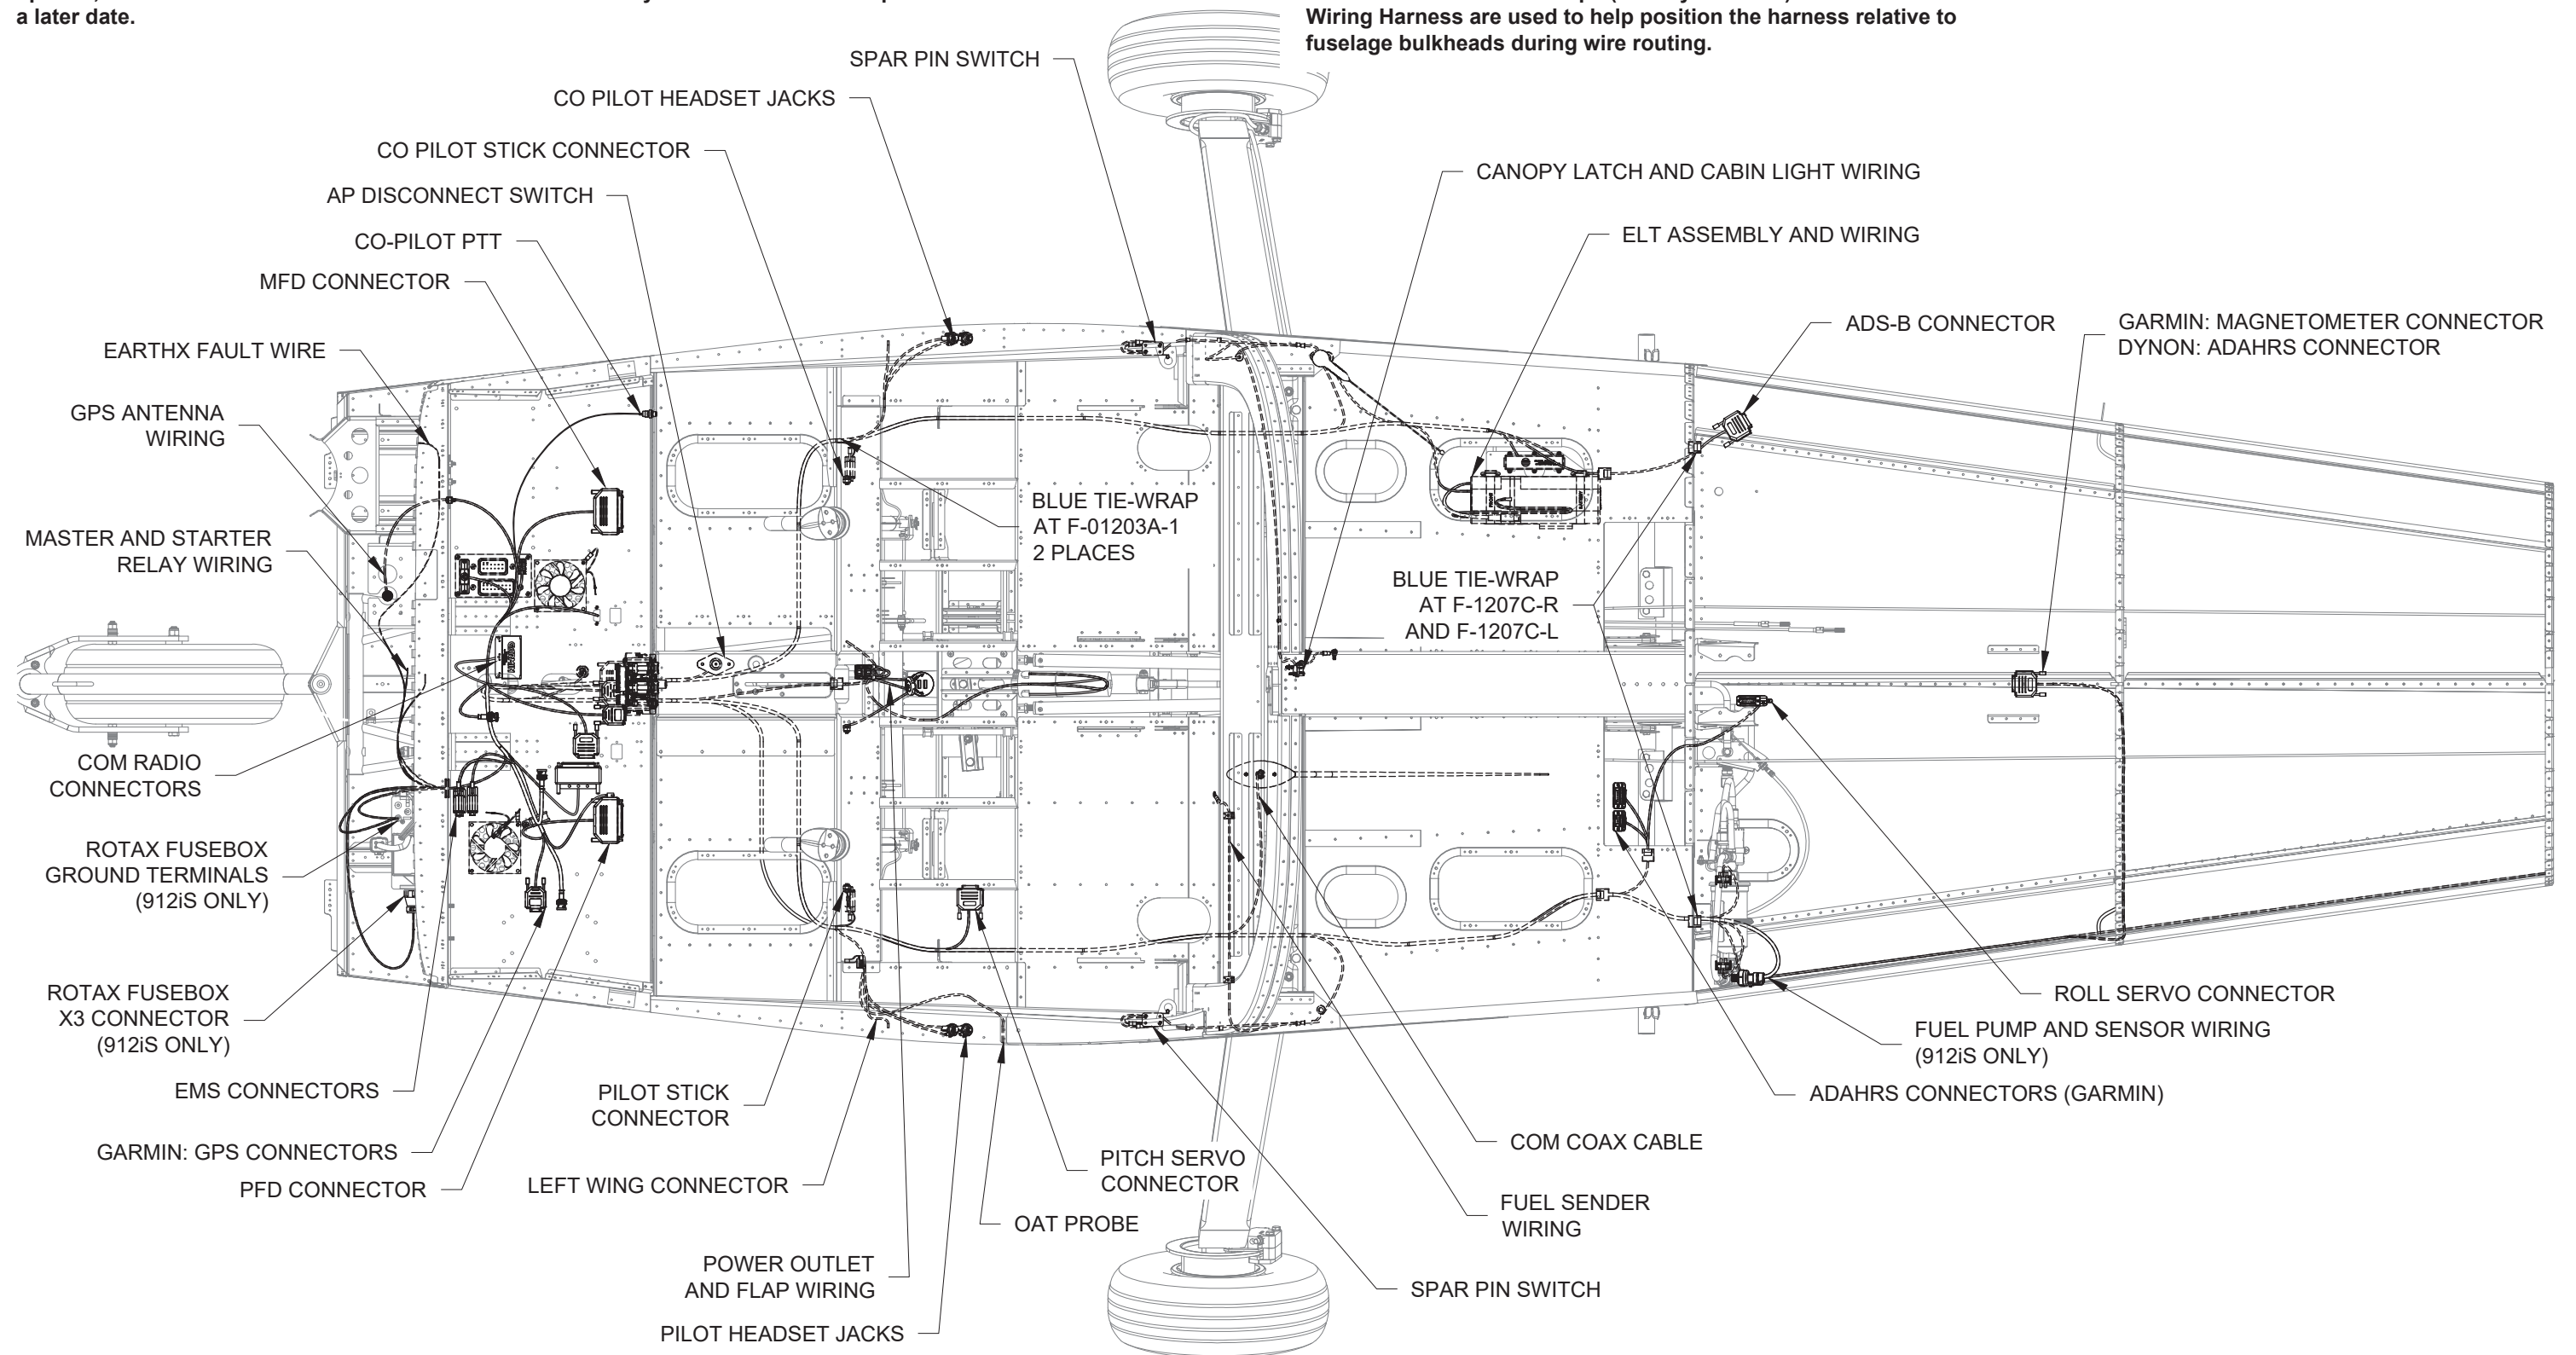 a later date.
Wiring Harness are used to help position the harness relative to
fuselage bulkheads during wire routing.
SPAR PIN SWITCH
CO PILOT HEADSET JACKS
CO PILOT STICK CONNECTOR
AP DISCONNECT SWITCH
CO-PILOT PTT
MFD CONNECTOR
EARTHX FAULT WIRE
GPS ANTENNA
WIRING
MASTER AND STARTER
RELAY WIRING
COM RADIO
CONNECTORS
ROTAX FUSEBOX
GROUND TERMINALS
(912iS ONLY)
ROTAX FUSEBOX
X3 CONNECTOR
(912iS ONLY)
EMS CONNECTORS
GARMIN: GPS CONNECTORS
PFD CONNECTOR
CANOPY LATCH AND CABIN LIGHT WIRING
ELT ASSEMBLY AND WIRING
ADS-B CONNECTOR
GARMIN: MAGNETOMETER CONNECTOR
DYNON: ADAHRS CONNECTOR
BLUE TIE-WRAP
AT F-01203A-1
2 PLACES
BLUE TIE-WRAP
AT F-1207C-R
AND F-1207C-L
PILOT STICK
CONNECTOR
LEFT WING CONNECTOR
POWER OUTLET
AND FLAP WIRING
PILOT HEADSET JACKS
OAT PROBE
PITCH SERVO
CONNECTOR
ROLL SERVO CONNECTOR
FUEL PUMP AND SENSOR WIRING
(912iS ONLY)
ADAHRS CONNECTORS (GARMIN)
COM COAX CABLE
FUEL SENDER
WIRING
SPAR PIN SWITCH